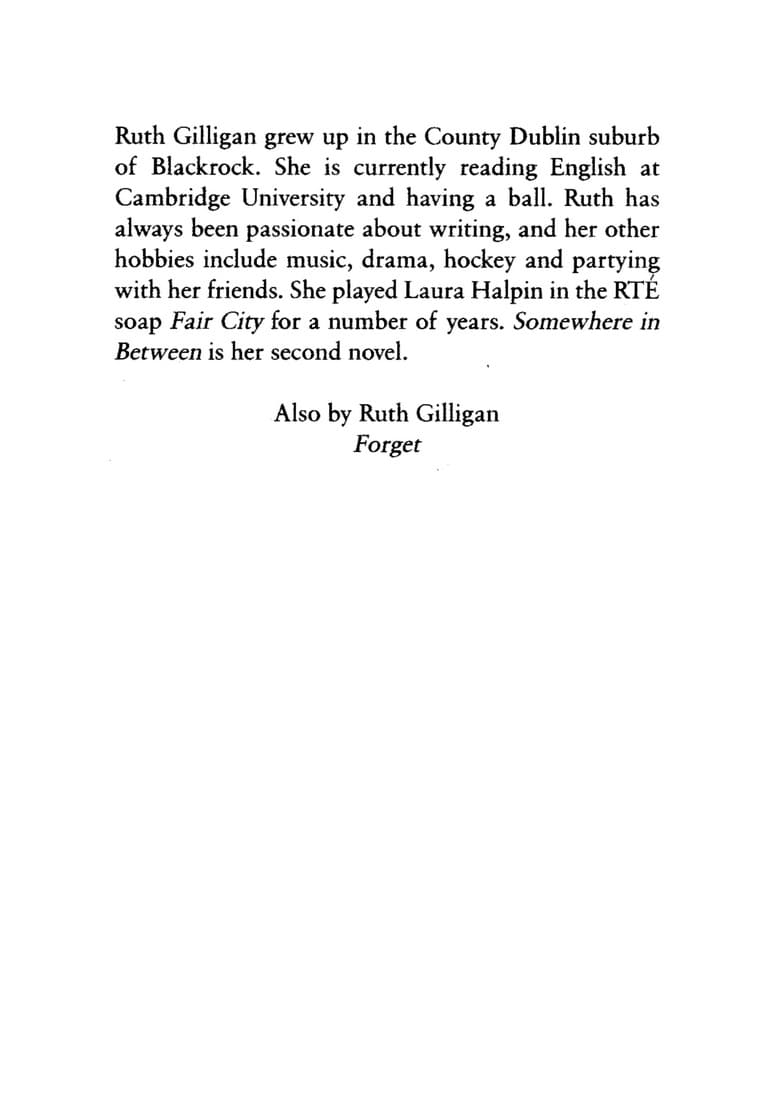 Ruth Gilligan grew up in the County Dublin suburb
of Blackrock. She is currently reading English at
Cambridge University and having a ball. Ruth has
always been passionate about writing, and her other
hobbies include music, drama, hockey and partying
with her friends. She played Laura Halpin in the RTÉ
soap Fair City for a number of years. Somewhere in
Between is her second novel.
Also by Ruth Gilligan
Forget